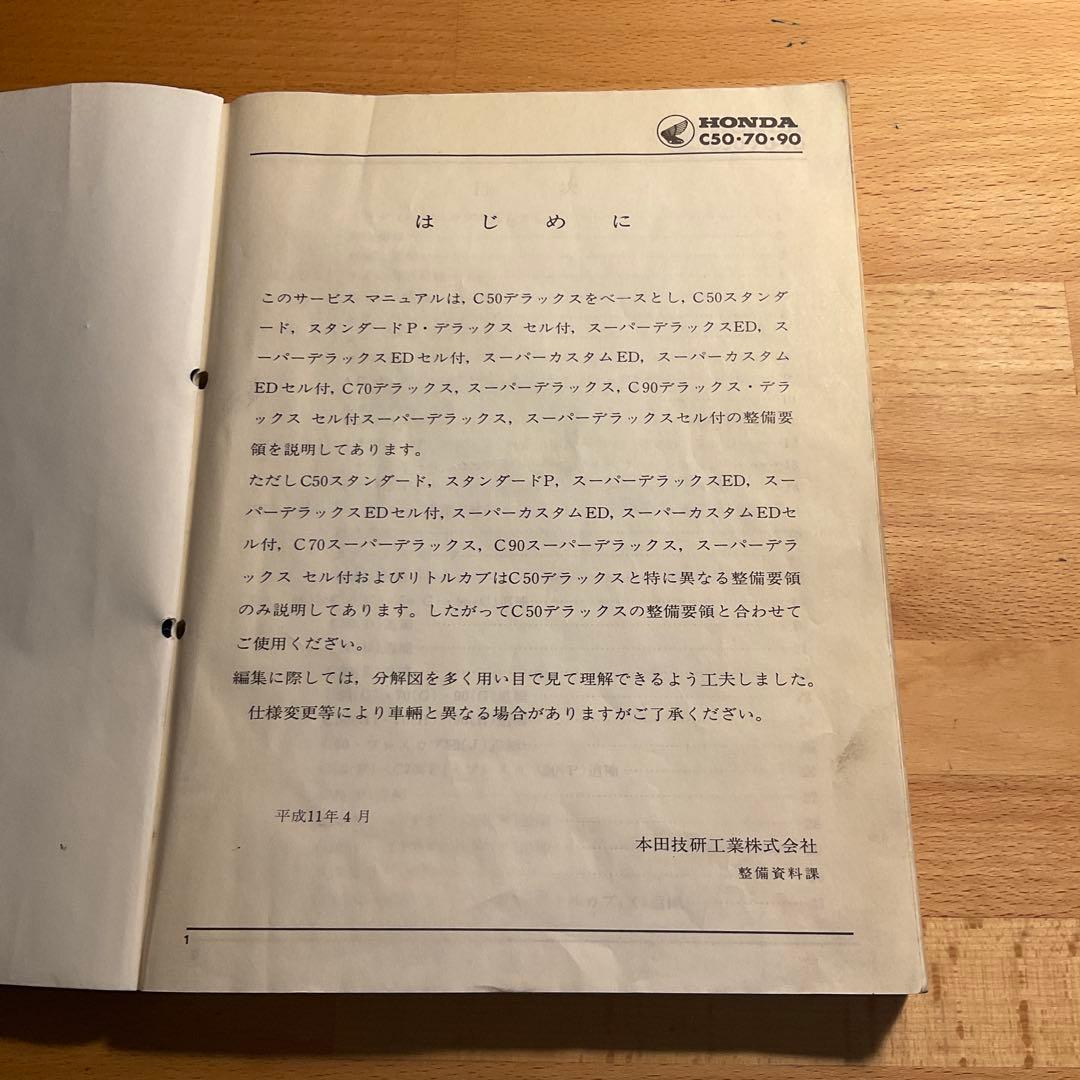 HONDA
C50・70・90
はじめに
このサービス マニュアルは, C50デラックスをベースとし, C50スタンダ
ード, スタンダードP・デラックス セル付, スーパーデラックスED, ス
ーパーデラックスEDセル付, スーパーカスタムED, スーパーカスタム
EDセル付, C70デラックス, スーパーデラックス, C90デラックス・デラ
ックス セル付スーパーデラックス, スーパーデラックスセル付の整備要
領を説明してあります。
ただしC50スタンダード, スタンダードP, スーパーデラックスED, スー
パーデラックスEDセル付, スーパーカスタムED, スーパーカスタムEDセ
ル付, C70スーパーデラックス, C90スーパーデラックス, スーパーデラ
ックス セル付およびリトルカブはC50デラックスと特に異なる整備要領
のみ説明してあります。したがってC50デラックスの整備要領と合わせて
ご使用ください。
編集に際しては, 分解図を多く用い目で見て理解できるよう工夫しました。
仕様変更等により車輛と異なる場合がありますがご了承ください。
平成11年4月
本田技研工業株式会社
整備資料課
1